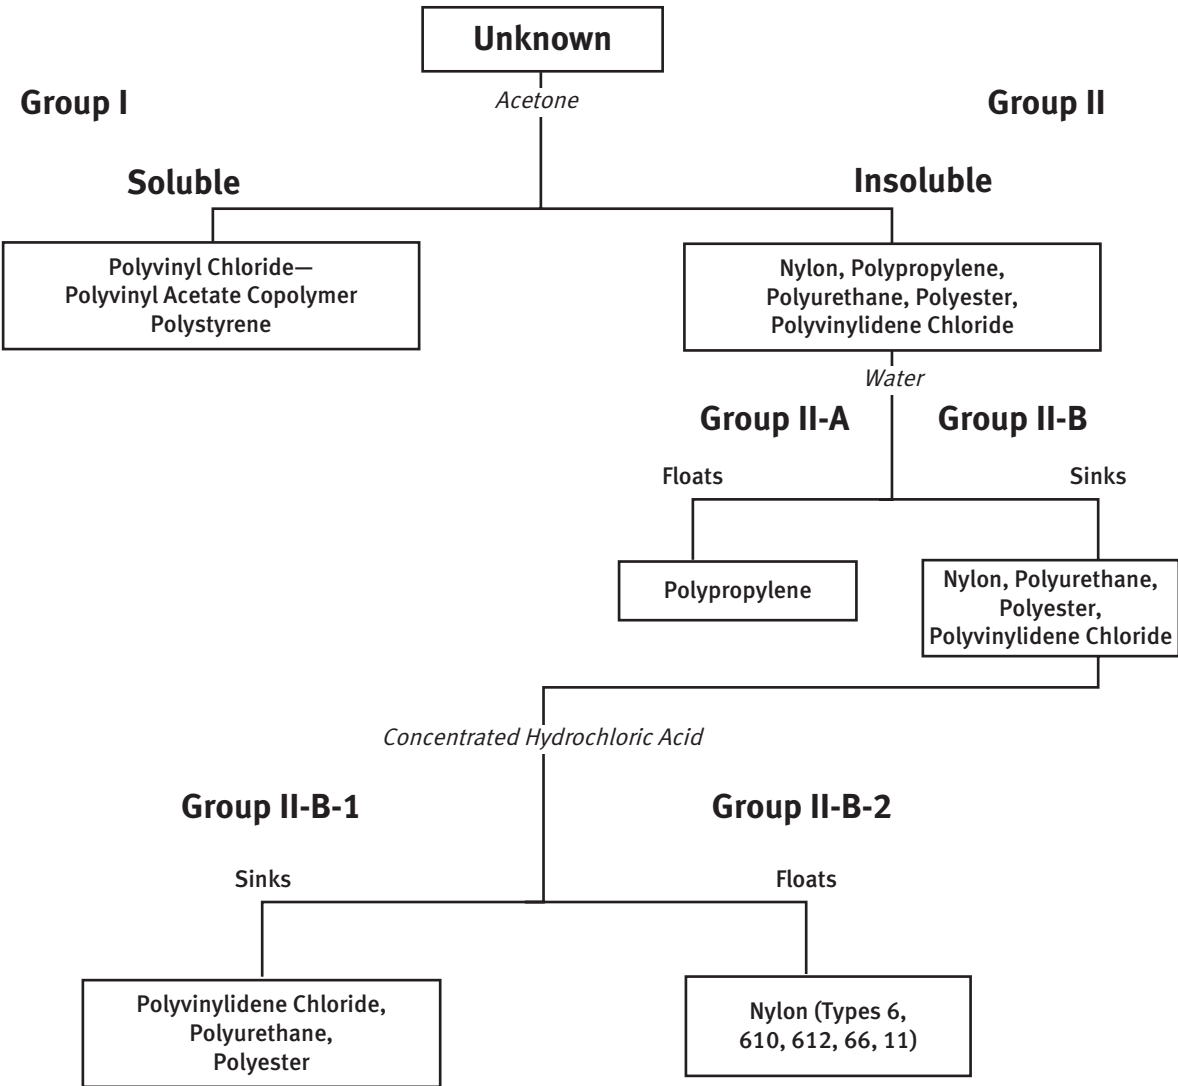 Unknown
Acetone
Group I
Group II
Soluble
Insoluble
Polyvinyl Chloride—
Polyvinyl Acetate Copolymer
Polystyrene
Nylon, Polypropylene,
Polyurethane, Polyester,
Polyvinylidene Chloride
Water
Group II-A
Group II-B
Floats
Sinks
Polypropylene
Nylon, Polyurethane,
Polyester,
Polyvinylidene Chloride
Concentrated Hydrochloric Acid
Group II-B-1
Group II-B-2
Sinks
Floats
Polyvinylidene Chloride,
Polyurethane,
Polyester
Nylon (Types 6,
610, 612, 66, 11)